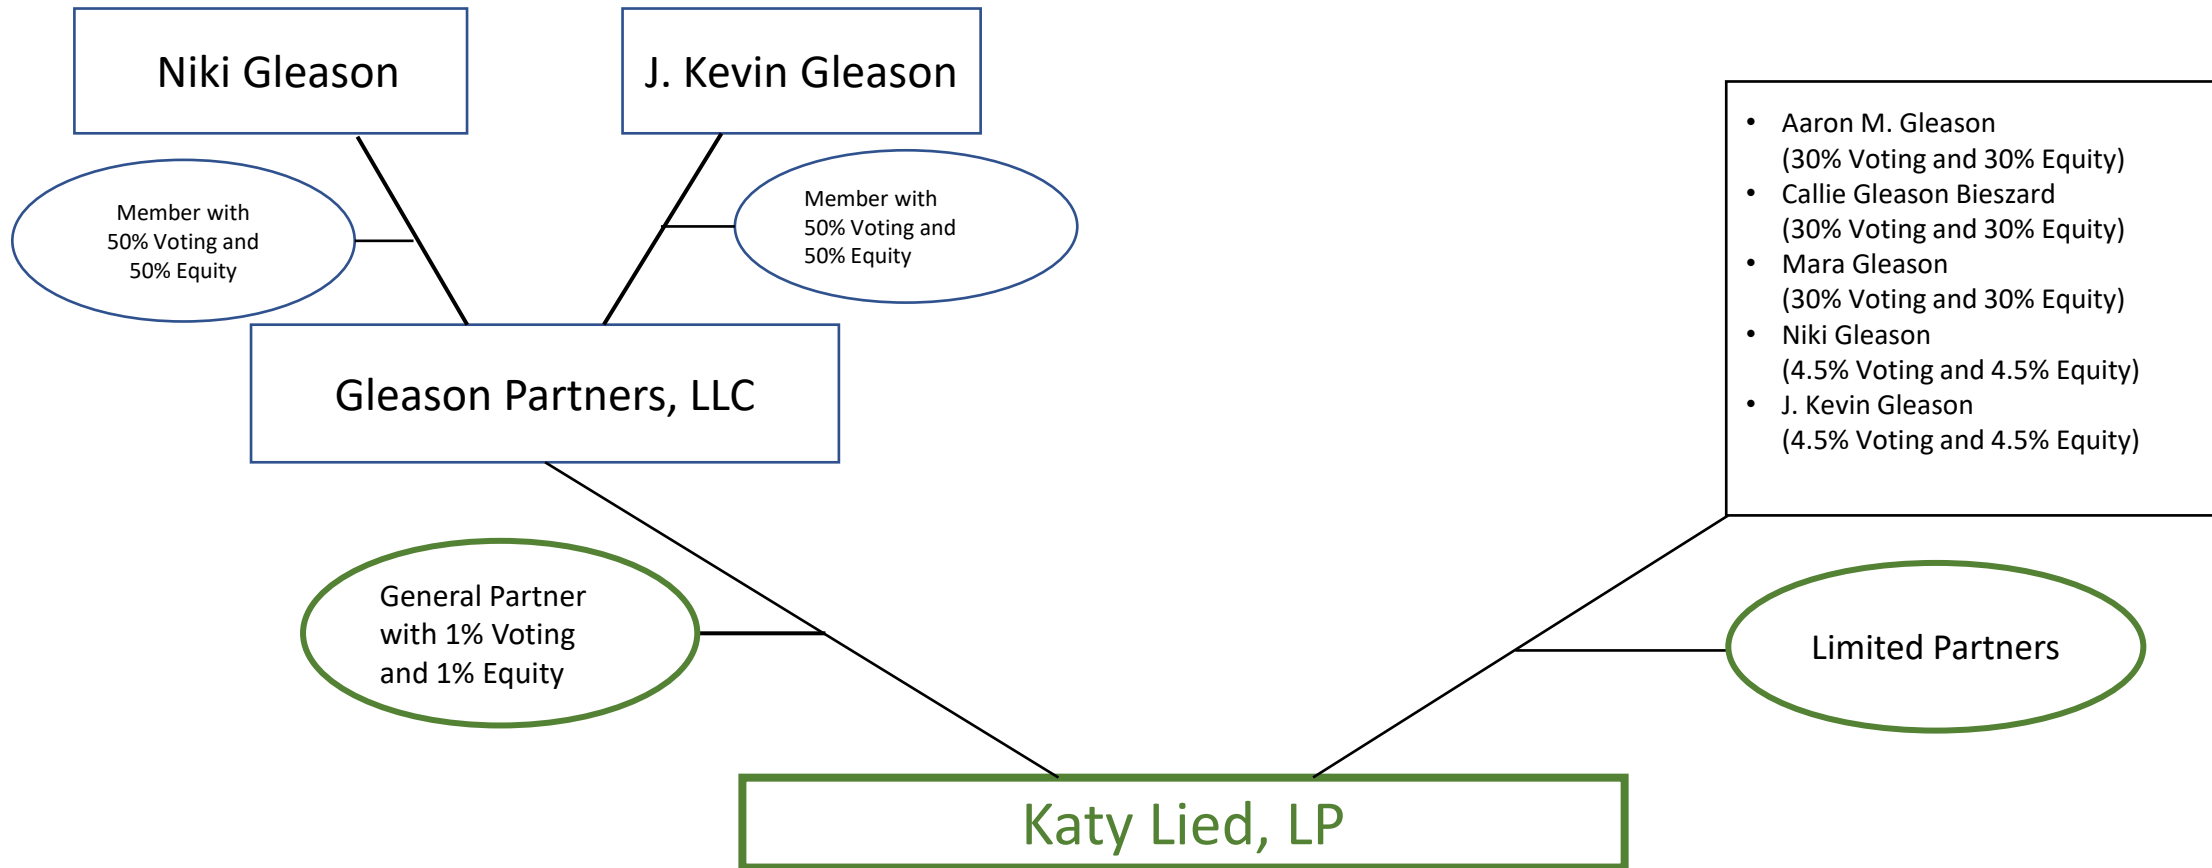 Niki Gleason
J. Kevin Gleason
Member with
50% Voting and
50% Equity
Member with
50% Voting and
50% Equity
Gleason Partners, LLC
General Partner
with 1% Voting
and 1% Equity
• Aaron M. Gleason
(30% Voting and 30% Equity)
• Callie Gleason Bieszard
(30% Voting and 30% Equity)
• Mara Gleason
(30% Voting and 30% Equity)
• Niki Gleason
(4.5% Voting and 4.5% Equity)
• J. Kevin Gleason
(4.5% Voting and 4.5% Equity)
Limited Partners
Katy Lied, LP